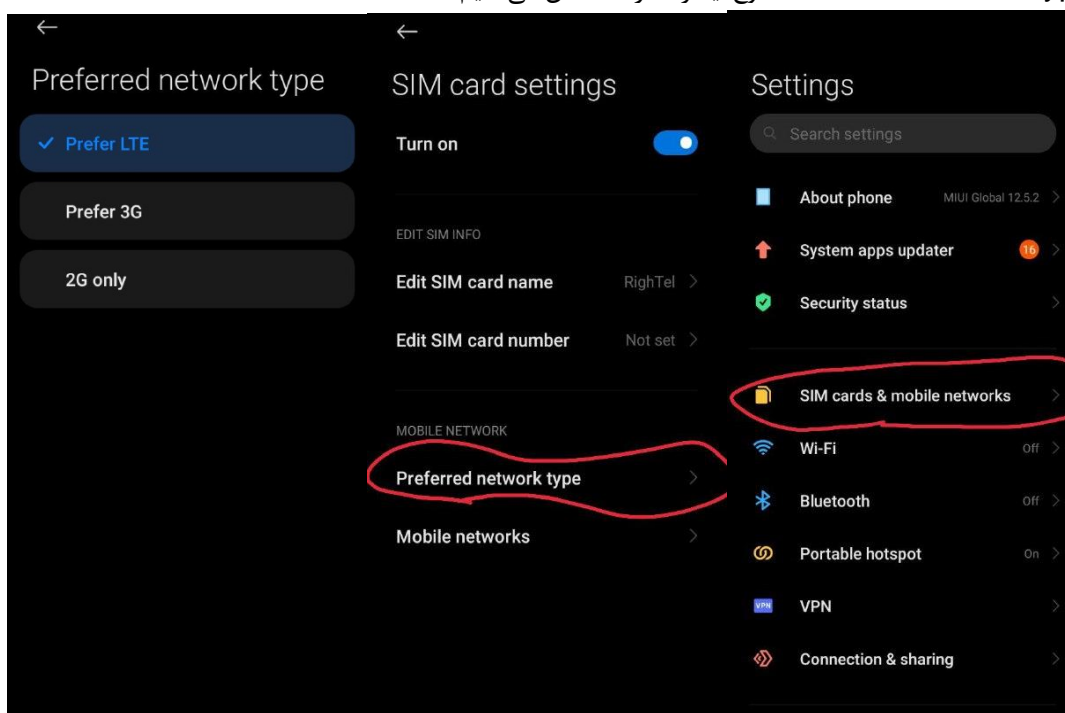 Preferred network type
Prefer LTE
Prefer 3G
2G only
SIM card settings
Turn on
EDIT SIM INFO
Edit SIM card name RighTel
Edit SIM card number Not set
MOBILE NETWORK
Preferred network type
Mobile networks
Settings
Search settings
About phone MIUI Global 12.5.2
System apps updater 16
Security status
SIM cards & mobile networks
Wi-Fi Off
Bluetooth Off
Portable hotspot On
VPN VPN
Connection & sharing